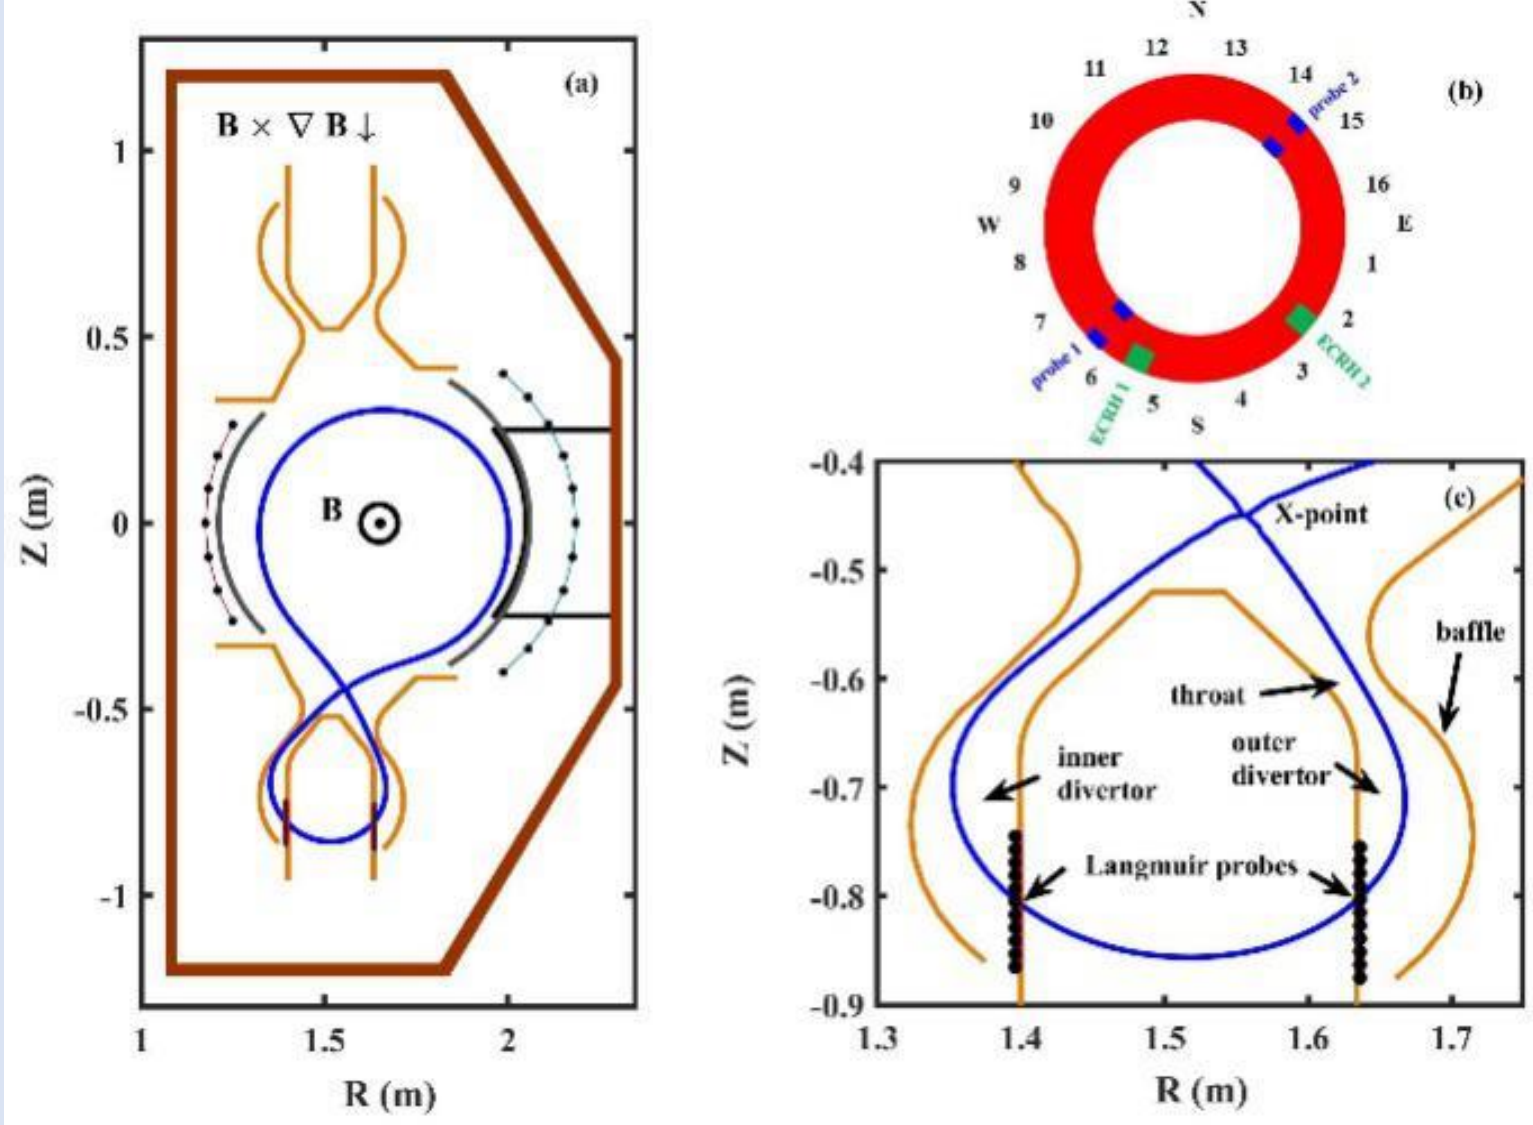 (a)
B × ∇ B ↓
1
0.5
0
-0.5
-1
B
Z (m)
1
1.5
2
R (m)
N
(b)
12
13
11
14
probe 2
10
15
9
16
W
E
8
1
7
2
probe 1
6
3
ECRH 2
ECRH 1
5
4
S
-0.4
(c)
X-point
-0.5
baffle
-0.6
throat
Z (m)
outer
divertor
inner
divertor
-0.7
Langmuir probes
-0.8
-0.9
1.3
1.4
1.5
1.6
1.7
R (m)